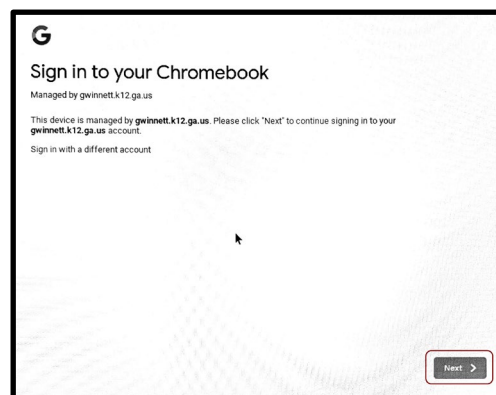 G
Sign in to your Chromebook
Managed by gwinnett.k12.ga.us
This device is managed by gwinnett.k12.ga.us. Please click "Next" to continue signing in to your
gwinnett.k12.ga.us account.
Sign in with a different account
Next